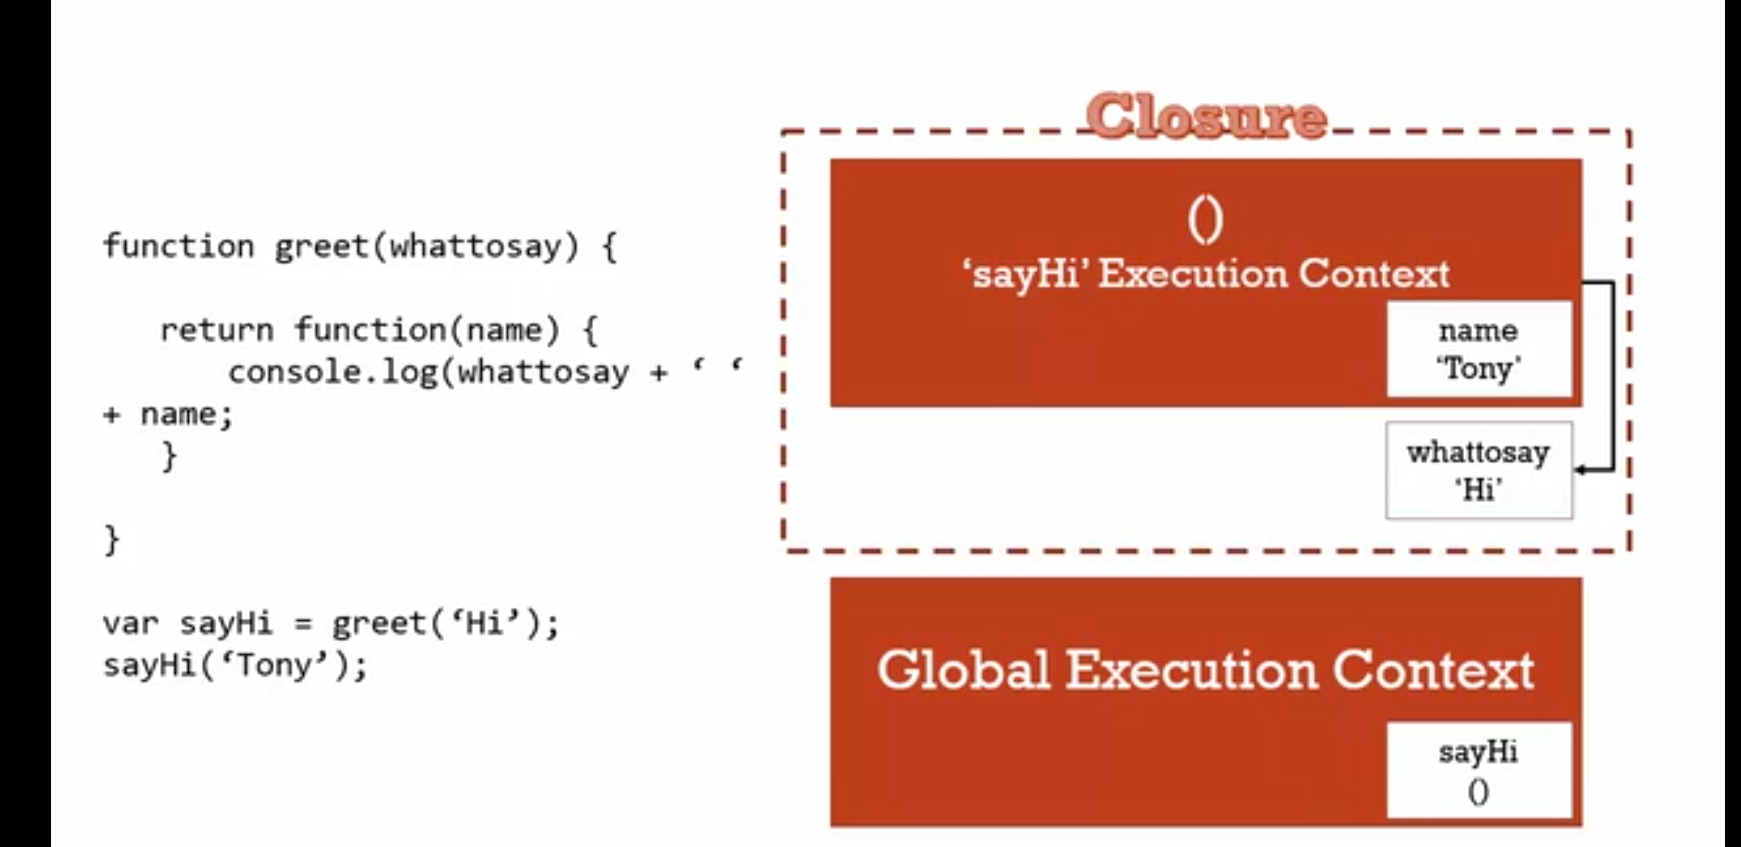 function greet(whattosay) {
return function(name) {
console.log(whattosay + ‘ ‘
+ name;
}
}
var sayHi = greet(‘Hi’);
sayHi(‘Tony’);
Closure
()
‘sayHi’ Execution Context
name
‘Tony’
whattosay
‘Hi’
Global Execution Context
sayHi
()